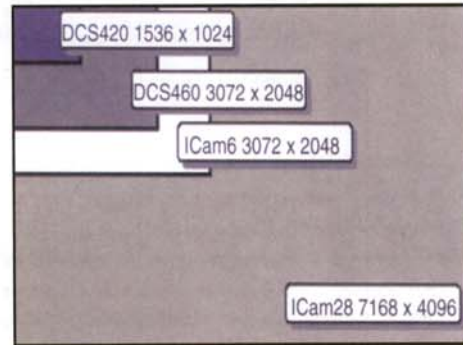 DCS420 1536 x 1024
DCS460 3072 x 2048
ICam6 3072 x 2048
ICam28 7168 x 4096